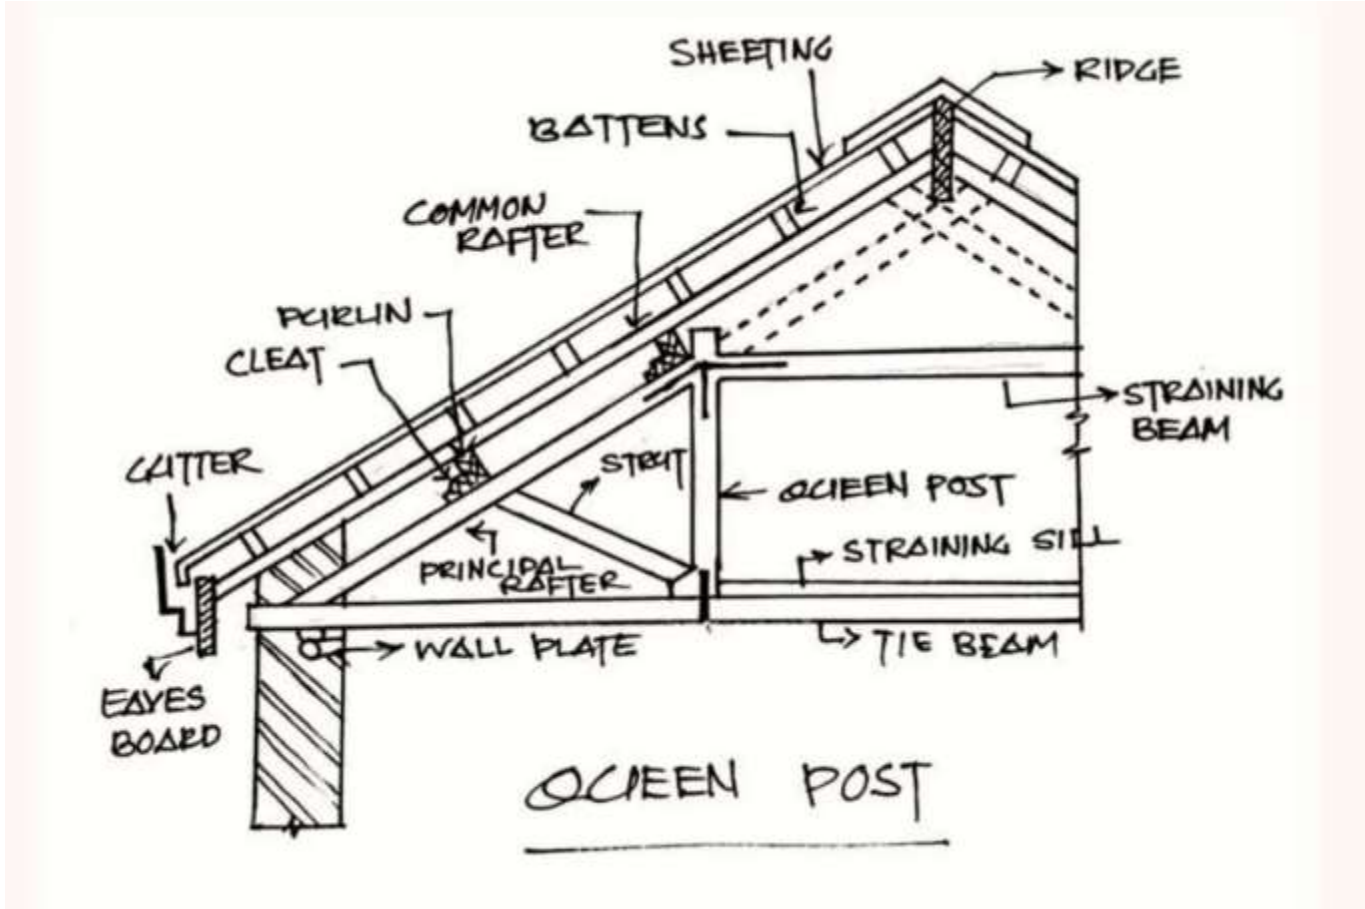 SHEETING
RIDGE
BATTENS
COMMON
RAFTER
PURLIN
CLEAT
STRAINING
BEAM
GUTTER
STRUT
QUEEN POST
STRAINING SILL
PRINCIPAL
RAFTER
WALL PLATE
TIE BEAM
EAVES
BOARD
QUEEN POST